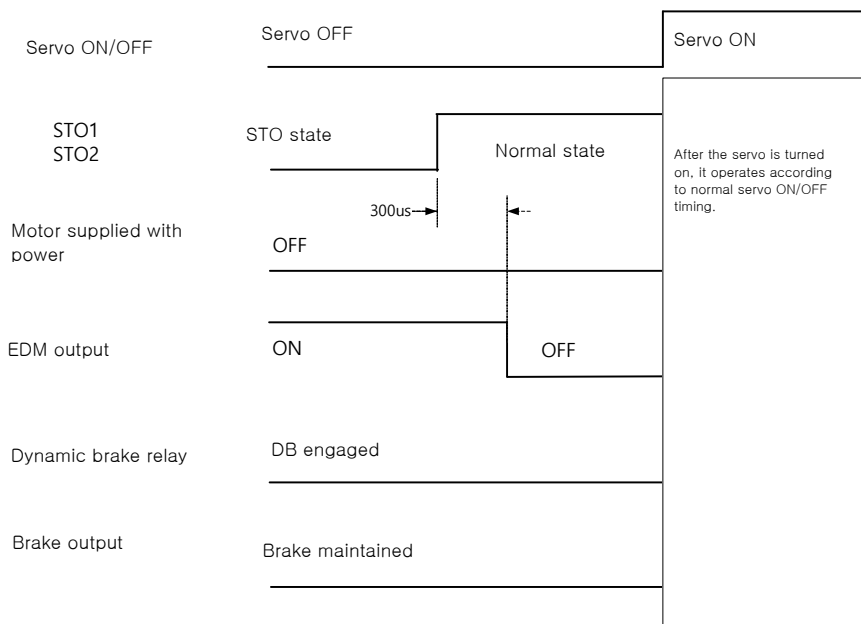 Servo ON/OFF
Servo OFF
Servo ON
STO1
STO2
STO state
Normal state
After the servo is turned
on, it operates according
to normal servo ON/OFF
timing.
300us
Motor supplied with
power
OFF
EDM output
ON
OFF
Dynamic brake relay
DB engaged
Brake output
Brake maintained